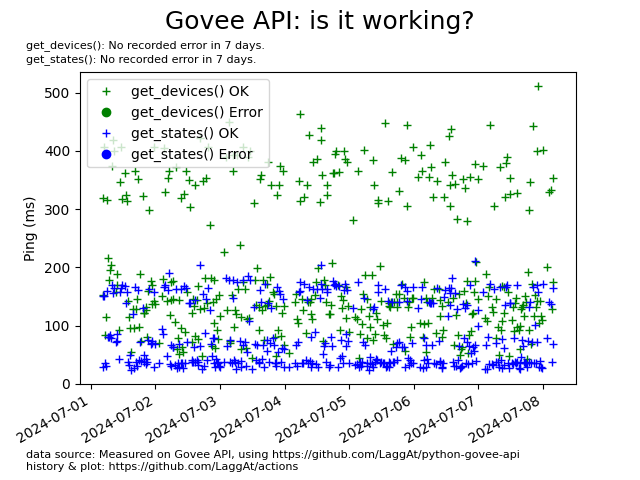 Govee API: is it working?
get_devices(): No recorded error in 7 days.
get_states(): No recorded error in 7 days.
get_devices() OK
get_devices() Error
get_states() OK
get_states() Error
500
400
300
200
100
0
Ping (ms)
2024-07-01
2024-07-02
2024-07-03
2024-07-04
2024-07-05
2024-07-06
2024-07-07
2024-07-08
data source: Measured on Govee API, using https://github.com/LaggAt/python-govee-api
history & plot: https://github.com/LaggAt/actions